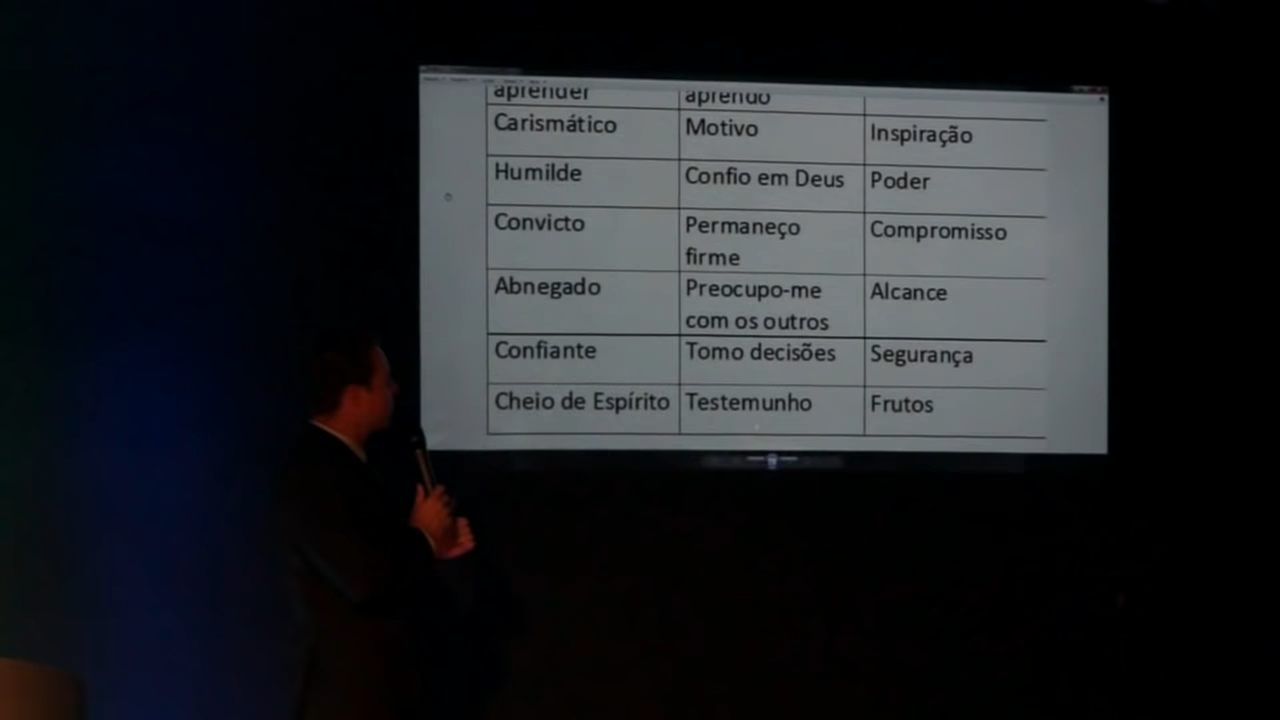 aprender aprendo
Carismático Motivo Inspiração
Humilde Confio em Deus Poder
Convicto Permaneço Compromisso
firme
Abnegado Preocupo-me Alcance
com os outros
Confiante Tomo decisões Segurança
Cheio de Espírito Testemunho Frutos